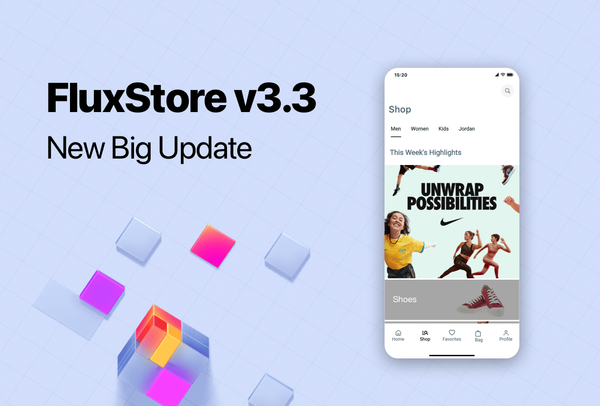 FluxStore v3.3
New Big Update
15:20
Shop
Men Women Kids Jordan
This Week's Highlights
UNWRAP
POSSIBILITIES
Shoes
Home Shop Favorites Bag Profile